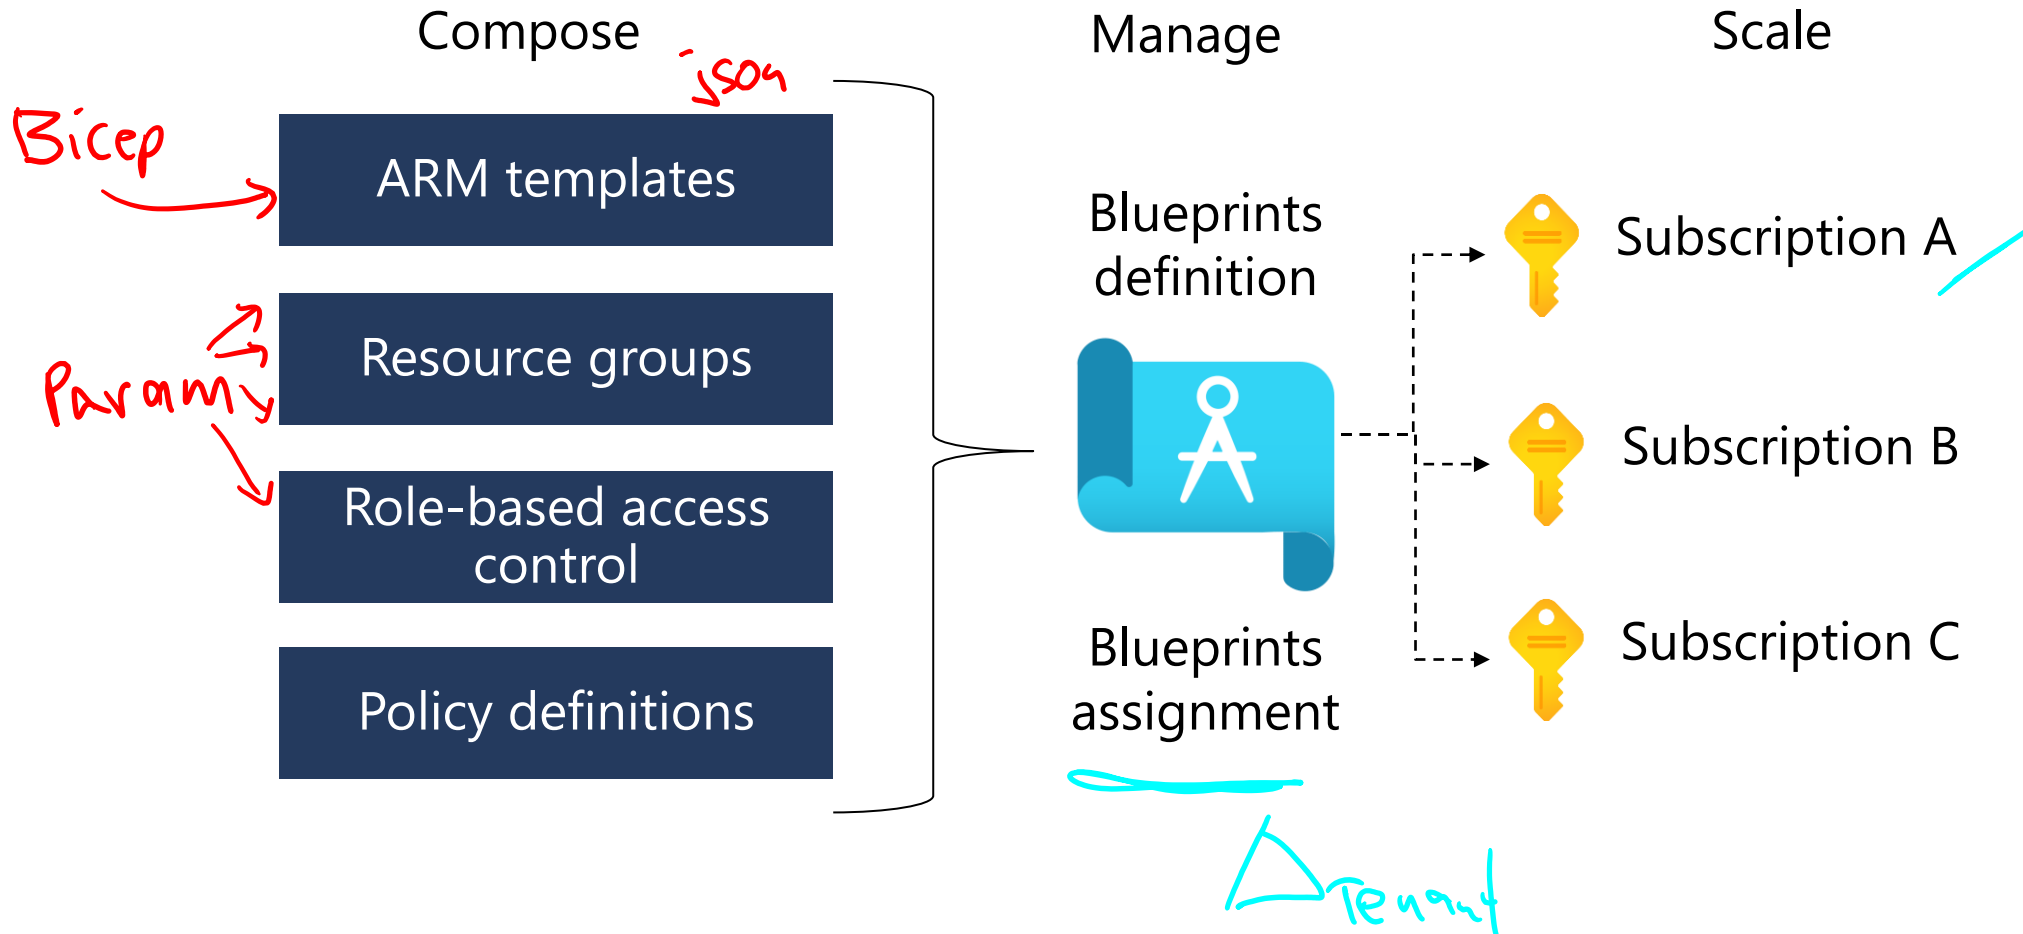 Compose
json
Bicep
ARM templates
Resource groups
Param
Role-based access
control
Policy definitions
Manage
Blueprints
definition
Blueprints
assignment
Tenant
Scale
Subscription A
Subscription B
Subscription C